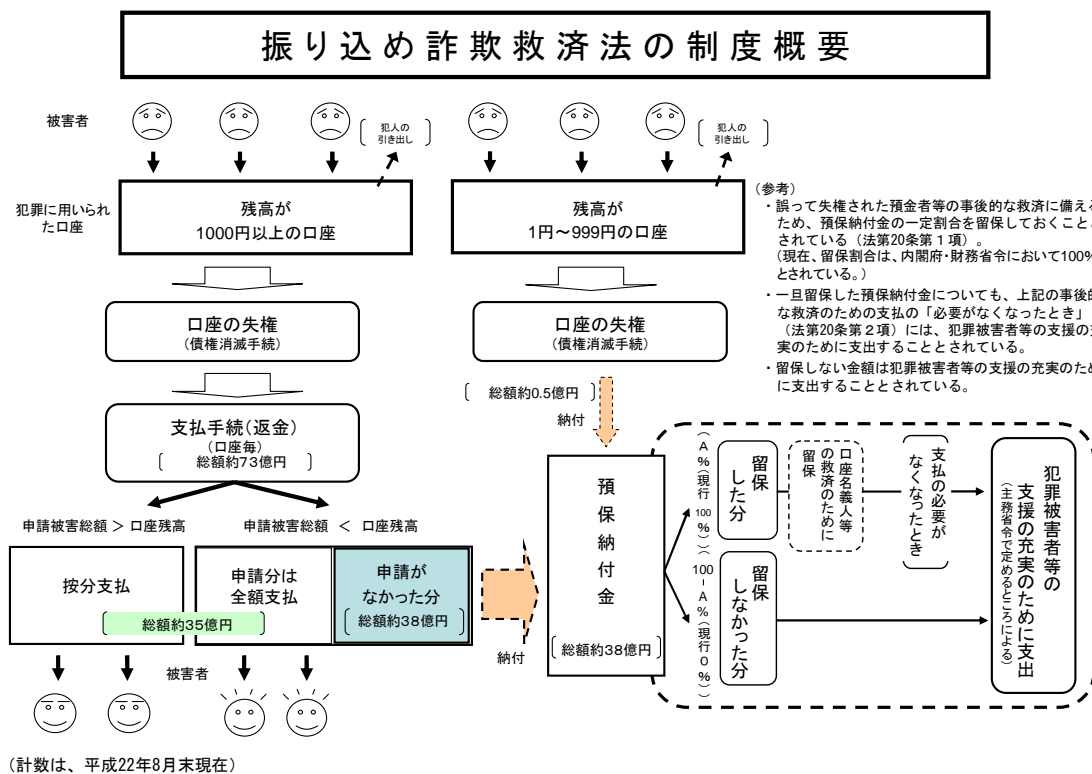 振り込め詐欺救済法の制度概要
被害者
〔犯人の
引き出し〕
〔犯人の
引き出し〕
犯罪に用いられ
た口座
残高が
1000円以上の口座
残高が
1円～999円の口座
（参考）
・誤って失権された預金者等の事後的な救済に備える
ため、預保納付金の一定割合を留保しておくことと
されている（法第20条第１項）。
（現在、留保割合は、内閣府・財務省令において100%
とされている。）
・一旦留保した預保納付金についても、上記の事後的
な救済のための支払の「必要がなくなったとき」
（法第20条第２項）には、犯罪被害者等の支援の充
実のために支出することとされている。
・留保しない金額は犯罪被害者等の支援の充実のため
に支出することとされている。
口座の失権
（債権消滅手続）
口座の失権
（債権消滅手続）
〔総額約0.5億円〕
納付
支払手続（返金）
（口座毎）
〔総額約73億円〕
申請被害総額 ＞ 口座残高
申請被害総額 ＜ 口座残高
按分支払
申請分は
全額支払
総額約35億円
申請が
なかった分
〔総額約38億円〕
納付
預保納付金
〔総額約38億円〕
（A％（現行100％））
留保
した分
口座名義人等
の救済のために
留保
〔支払の必要が
なくなったとき〕
（100－A％（現行０％））
留保
しなかった分
犯罪被害者等の
支援の充実のために支出
（主務省令で定めるところによる）
被害者
（計数は、平成22年8月末現在）